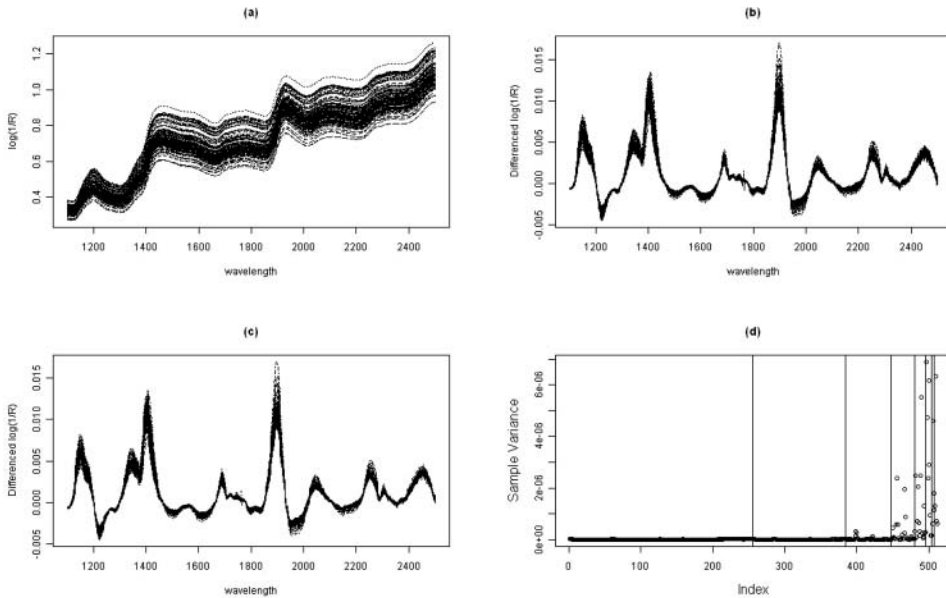 (a)
log(1/R)
0.4 0.6 0.8 1.0 1.2
1200 1400 1600 1800 2000 2200 2400
wavelength
(b)
Differenced log(1/R)
-0.005 0.000 0.005 0.010 0.015
1200 1400 1600 1800 2000 2200 2400
wavelength
(c)
Differenced log(1/R)
-0.005 0.000 0.005 0.010 0.015
1200 1400 1600 1800 2000 2200 2400
wavelength
(d)
Sample Variance
0e+00 2e-06 4e-06 6e-06
0 100 200 300 400 500
Index